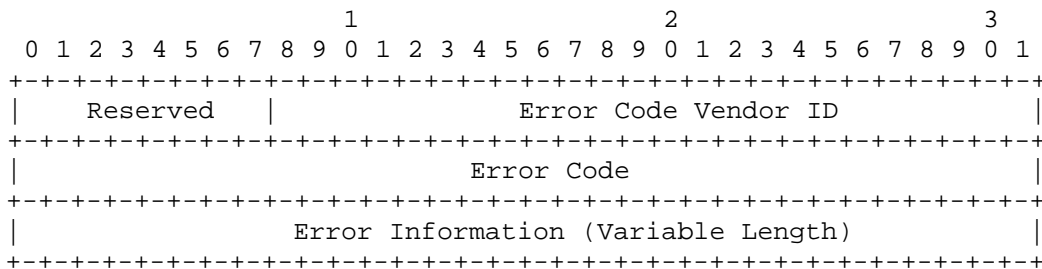 1                   2                   3
 0 1 2 3 4 5 6 7 8 9 0 1 2 3 4 5 6 7 8 9 0 1 2 3 4 5 6 7 8 9 0 1
+-+-+-+-+-+-+-+-+-+-+-+-+-+-+-+-+-+-+-+-+-+-+-+-+-+-+-+-+-+-+-+
|    Reserved   |               Error Code Vendor ID            |
+-+-+-+-+-+-+-+-+-+-+-+-+-+-+-+-+-+-+-+-+-+-+-+-+-+-+-+-+-+-+-+
|                            Error Code                         |
+-+-+-+-+-+-+-+-+-+-+-+-+-+-+-+-+-+-+-+-+-+-+-+-+-+-+-+-+-+-+-+
|                 Error Information (Variable Length)           |
+-+-+-+-+-+-+-+-+-+-+-+-+-+-+-+-+-+-+-+-+-+-+-+-+-+-+-+-+-+-+-+